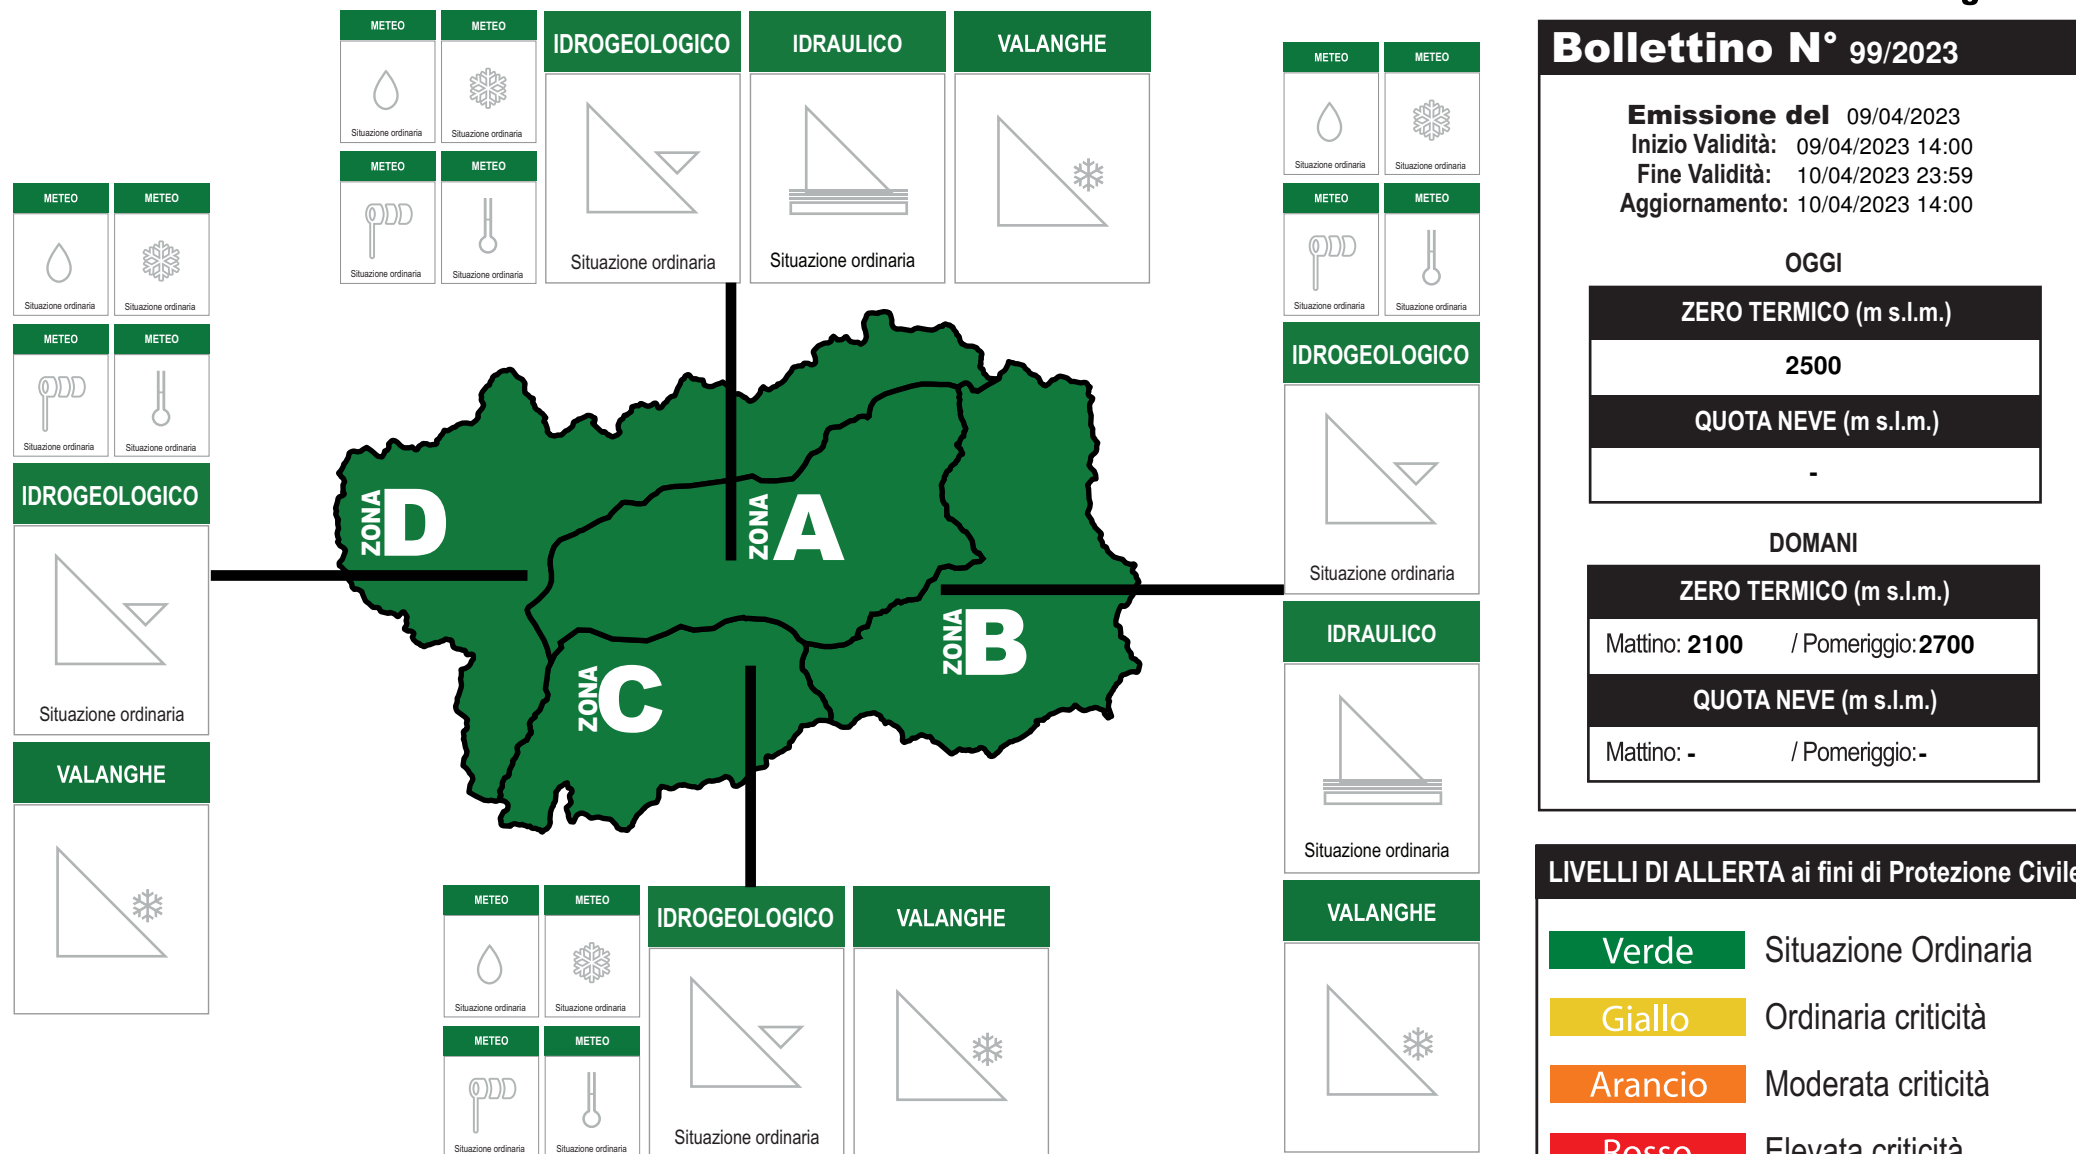 METEO
METEO
Situazione ordinaria
Situazione ordinaria
METEO
METEO
Situazione ordinaria
Situazione ordinaria
IDROGEOLOGICO
Situazione ordinaria
IDRAULICO
Situazione ordinaria
VALANGHE
METEO
METEO
Situazione ordinaria
Situazione ordinaria
METEO
METEO
Situazione ordinaria
Situazione ordinaria
IDROGEOLOGICO
Situazione ordinaria
VALANGHE
ZONA D
ZONA A
ZONA B
ZONA C
METEO
METEO
Situazione ordinaria
Situazione ordinaria
METEO
METEO
Situazione ordinaria
Situazione ordinaria
IDROGEOLOGICO
Situazione ordinaria
IDRAULICO
Situazione ordinaria
VALANGHE
METEO
METEO
Situazione ordinaria
Situazione ordinaria
METEO
METEO
Situazione ordinaria
Situazione ordinaria
IDROGEOLOGICO
Situazione ordinaria
VALANGHE
Bollettino N° 99/2023
Emissione del 09/04/2023
Inizio Validità: 09/04/2023 14:00
Fine Validità: 10/04/2023 23:59
Aggiornamento: 10/04/2023 14:00
OGGI
ZERO TERMICO (m s.l.m.)
2500
QUOTA NEVE (m s.l.m.)
-
DOMANI
ZERO TERMICO (m s.l.m.)
Mattino: 2100 / Pomeriggio: 2700
QUOTA NEVE (m s.l.m.)
Mattino: - / Pomeriggio: -
LIVELLI DI ALLERTA ai fini di Protezione Civile
Verde Situazione Ordinaria
Giallo Ordinaria criticità
Arancio Moderata criticità
Rosso Elevata criticità